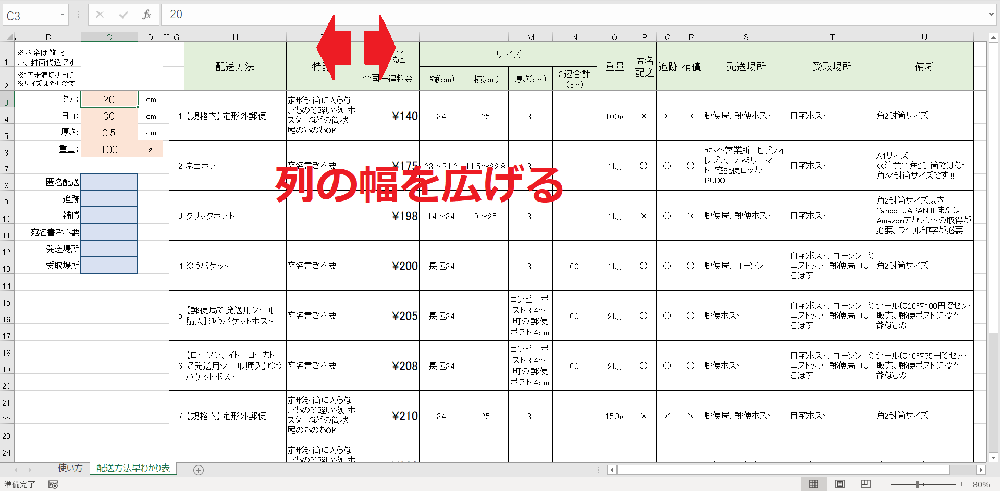 C3
fx
20
B C D G H K L M N O P Q R S T U
1
※料金は箱、シー
ル、封筒代込です
2
※1円未満切り上げ
※サイズは外形です
配送方法
特記
ル、
代込
全国一律料金
サイズ
縦(cm)
横(cm)
厚さ(cm)
3辺合計
(cm)
重量
匿名
配送
追跡
補償
発送場所
受取場所
備考
3 タテ: 20 cm
4 ヨコ: 30 cm
5 厚さ: 0.5 cm
6 重量: 100 g
7
8 匿名配送
9 追跡
10 補償
11 宛名書き不要
12 発送場所
13 受取場所
14
15
16
17
18
19
20
21
22
23
24
1 【規格内】定形外郵便
定形封筒に入らな
いもので軽い物、ポ
スターなどの筒状
尾のものもOK
¥140 34 25 3 100g × × × 郵便局、郵便ポスト 自宅ポスト 角2封筒サイズ
2 ネコポス 宛名書き不要 ¥175 23～31.2 11.5～22.8 3 1kg 〇 〇 〇
ヤマト営業所、セブンイ
レブン、ファミリーマー
ト、宅配便ロッカー
PUDO
自宅ポスト
A4サイズ
<<注意>>角2封筒ではなく
角A4封筒サイズです!!!
列の幅を広げる
3 クリックポスト ¥198 14～34 9～25 3 1kg × 〇 × 郵便局、郵便ポスト 自宅ポスト
角2封筒サイズ以内、
Yahoo! JAPAN IDまたは
Amazonアカウントの取得が
必要、ラベル印字が必要
4 ゆうパケット 宛名書き不要 ¥200 長辺34 3 60 1kg 〇 〇 〇 郵便局、ローソン
自宅ポスト、ローソン、ミ
ニストップ、郵便局、は
こぽす
角2封筒サイズ
5 【郵便局で発送用シール
購入】ゆうパケットポスト
宛名書き不要 ¥205 長辺34
コンビニポ
スト:3.4～
町の郵便
ポスト:4cm
60 2kg 〇 〇 〇 郵便ポスト
自宅ポスト、ローソン、ミ
ニストップ、郵便局、は
こぽす
シールは20枚100円でセット
販売。郵便ポストに投函可
能なもの
6 【ローソン、イトーヨーカドー
で発送用シール購入】ゆう
パケットポスト
宛名書き不要 ¥208 長辺34
コンビニポ
スト:3.4～
町の郵便
ポスト:4cm
60 2kg 〇 〇 〇 郵便ポスト
自宅ポスト、ローソン、ミ
ニストップ、郵便局、は
こぽす
シールは10枚75円でセット
販売。郵便ポストに投函可
能なもの
7 【規格内】定形外郵便
定形封筒に入らな
いもので軽い物、ポ
スターなどの筒状
尾のものもOK
¥210 34 25 3 150g × × × 郵便局、郵便ポスト 自宅ポスト 角2封筒サイズ
定形封筒に入らな
いもので軽い物、ポ
使い方 配送方法早わかり表
準備完了
80%